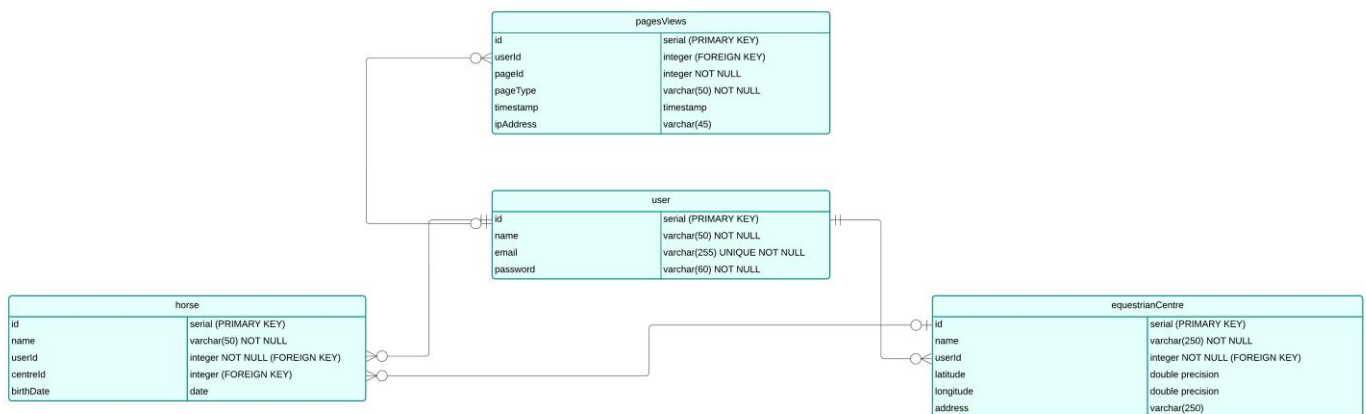 pagesViews
id serial (PRIMARY KEY)
userId integer (FOREIGN KEY)
pageId integer NOT NULL
pageType varchar(50) NOT NULL
timestamp timestamp
ipAddress varchar(45)
user
id serial (PRIMARY KEY)
name varchar(50) NOT NULL
email varchar(255) UNIQUE NOT NULL
password varchar(60) NOT NULL
horse
id serial (PRIMARY KEY)
name varchar(50) NOT NULL
userId integer NOT NULL (FOREIGN KEY)
centreId integer (FOREIGN KEY)
birthDate date
equestrianCentre
id serial (PRIMARY KEY)
name varchar(250) NOT NULL
userId integer NOT NULL (FOREIGN KEY)
latitude double precision
longitude double precision
address varchar(250)